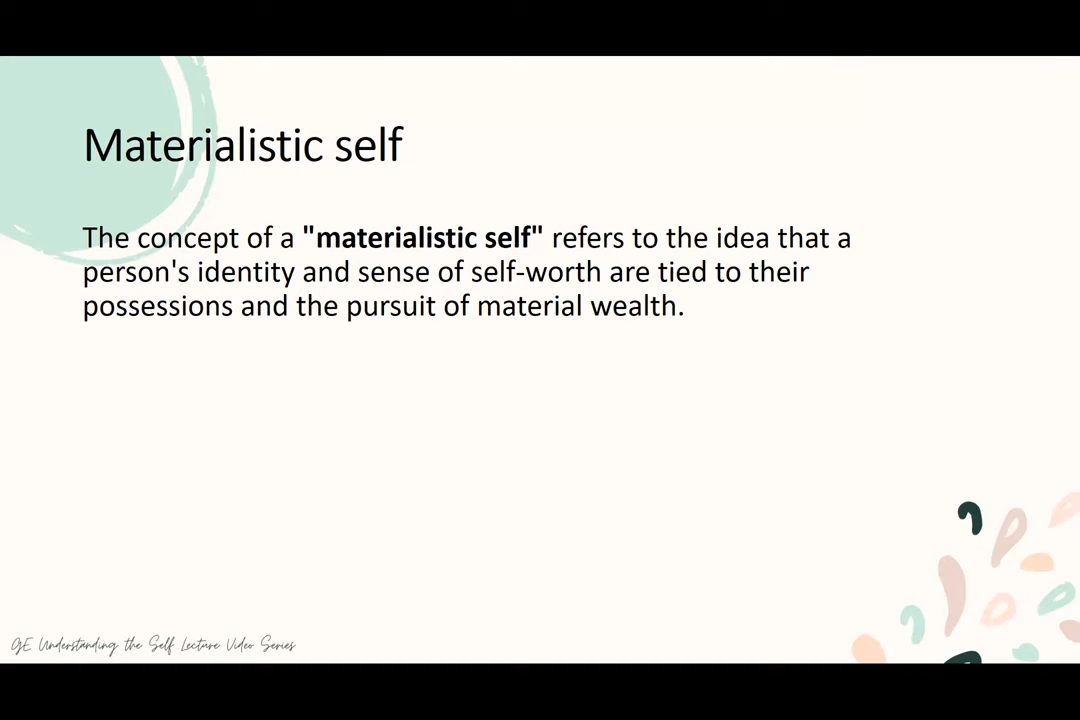 Materialistic self
The concept of a "materialistic self" refers to the idea that a
person's identity and sense of self-worth are tied to their
possessions and the pursuit of material wealth.
GE Understanding the Self Lecture Video Series